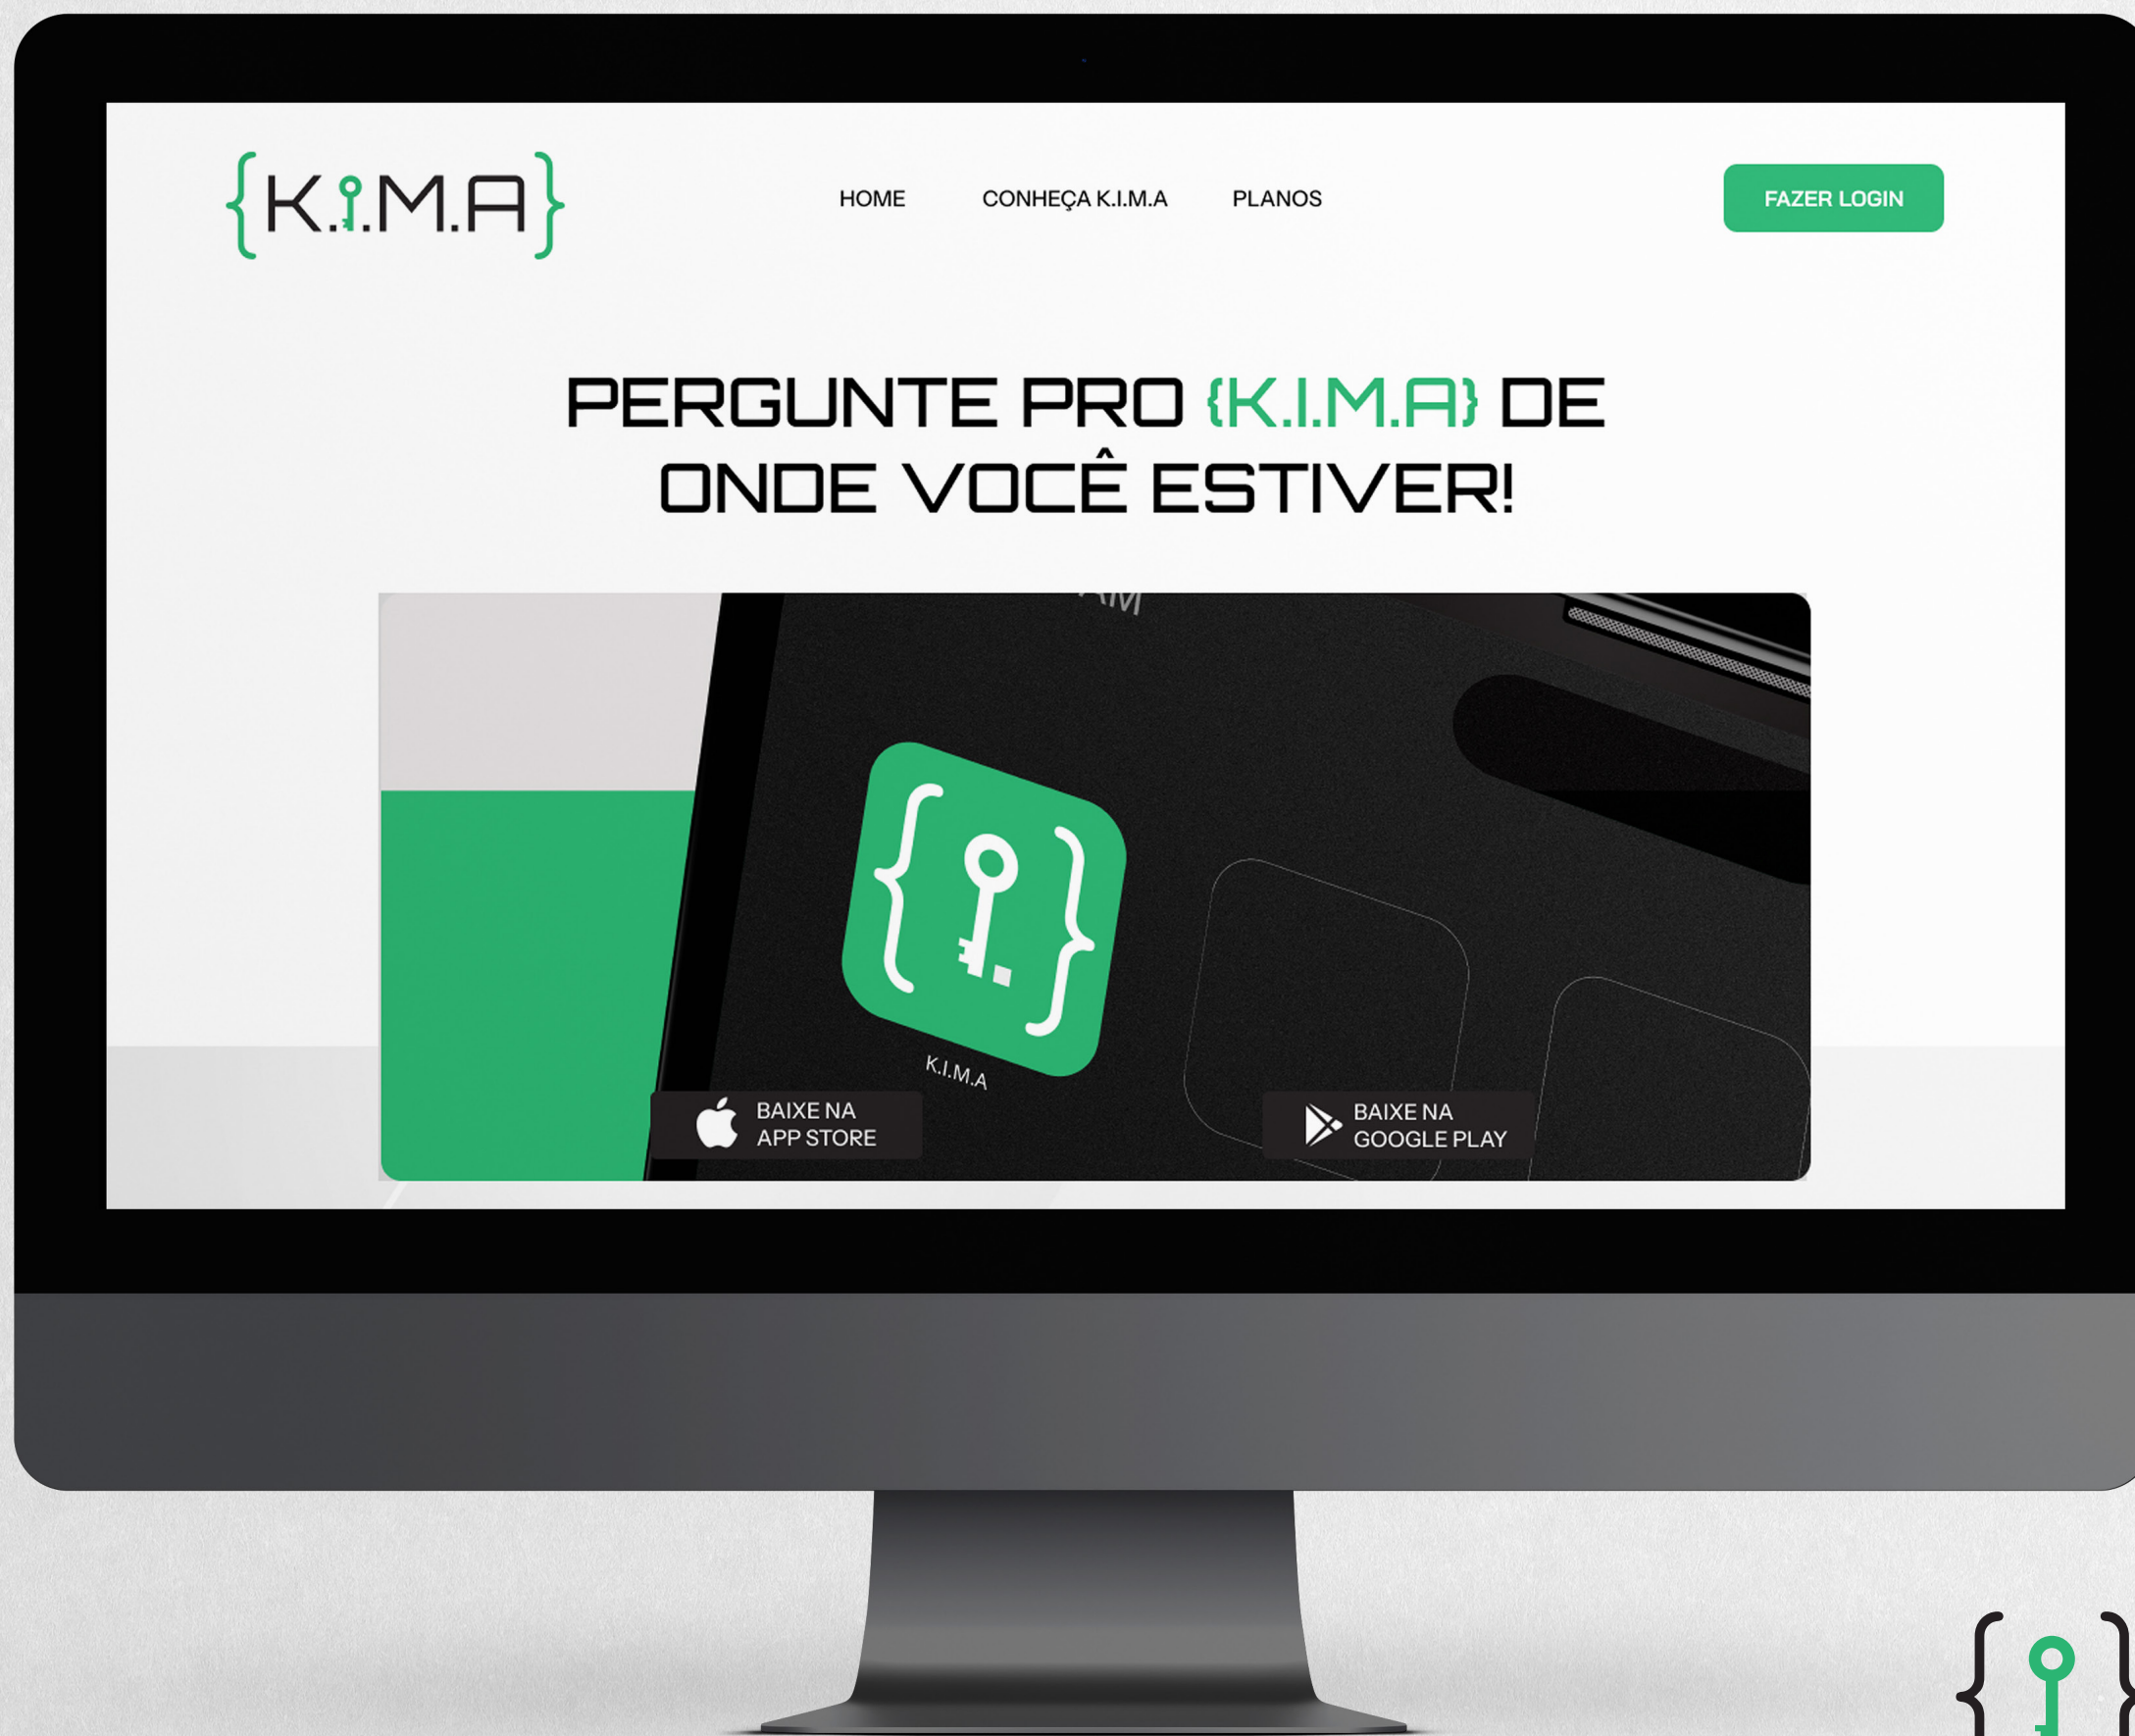 {K.I.M.A}
HOME
CONHEÇA K.I.M.A
PLANOS
FAZER LOGIN
PERGUNTE PRO {K.I.M.A} DE
ONDE VOCÊ ESTIVER!
K.I.M.A
BAIXE NA
APP STORE
BAIXE NA
GOOGLE PLAY